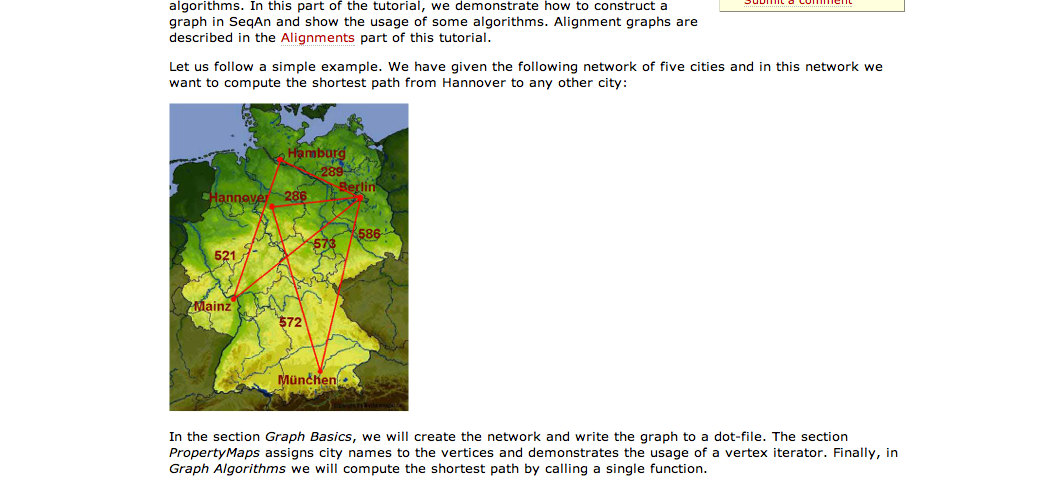 algorithms. In this part of the tutorial, we demonstrate how to construct a
Submit a comment
graph in SeqAn and show the usage of some algorithms. Alignment graphs are
described in the Alignments part of this tutorial.
Let us follow a simple example. We have given the following network of five cities and in this network we
want to compute the shortest path from Hannover to any other city:
Hamburg
289
Berlin
Hannover 286
586
573
521
Mainz
572
München
In the section Graph Basics, we will create the network and write the graph to a dot-file. The section
PropertyMaps assigns city names to the vertices and demonstrates the usage of a vertex iterator. Finally, in
Graph Algorithms we will compute the shortest path by calling a single function.